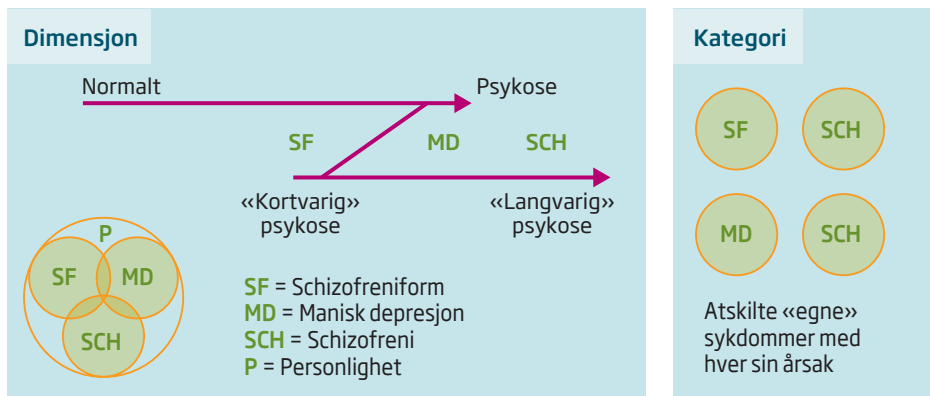 Dimensjon
Normalt
Psykose
SF
MD
SCH
«Kortvarig»
psykose
«Langvarig»
psykose
P
SF
MD
SCH
SF = Schizofreniform
MD = Manisk depresjon
SCH = Schizofreni
P = Personlighet
Kategori
SF
SCH
MD
SCH
Atskilte «egne»
sykdommer med
hver sin årsak